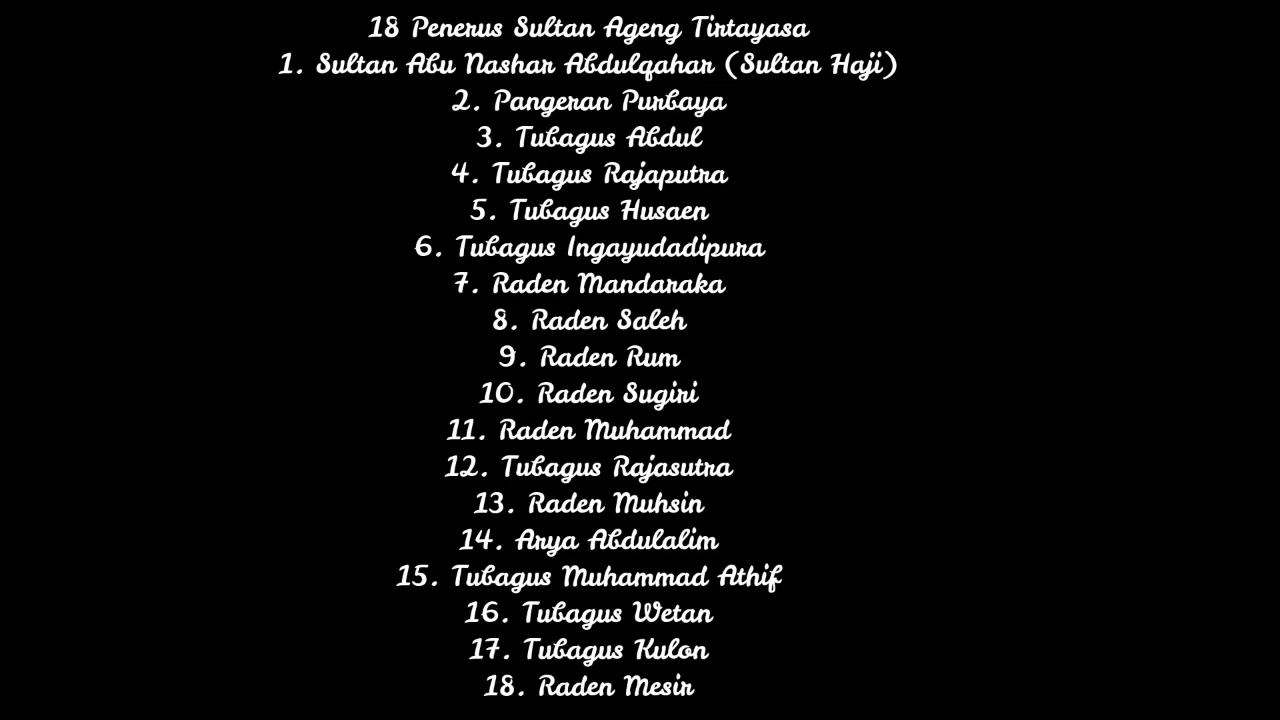 18 Penerus Sultan Ageng Tirtayasa
1. Sultan Abu Nashar Abdulqahar (Sultan Haji)
2. Pangeran Purbaya
3. Tubagus Abdul
4. Tubagus Rajaputra
5. Tubagus Husaen
6. Tubagus Ingayudadipura
7. Raden Mandaraka
8. Raden Saleh
9. Raden Rum
10. Raden Sugiri
11. Raden Muhammad
12. Tubagus Rajasutra
13. Raden Muhsin
14. Arya Abdulalim
15. Tubagus Muhammad Athif
16. Tubagus Wetan
17. Tubagus Kulon
18. Raden Mesir